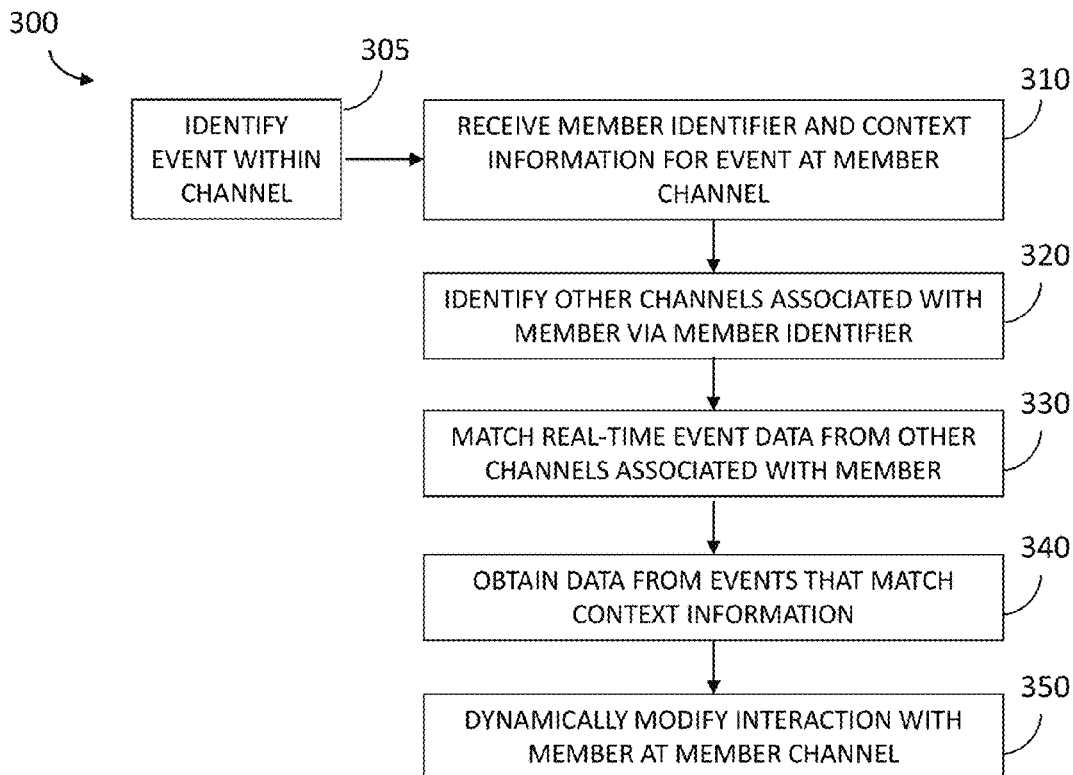 300
305
IDENTIFY
EVENT WITHIN
CHANNEL
310
RECEIVE MEMBER IDENTIFIER AND CONTEXT
INFORMATION FOR EVENT AT MEMBER
CHANNEL
320
IDENTIFY OTHER CHANNELS ASSOCIATED WITH
MEMBER VIA MEMBER IDENTIFIER
330
MATCH REAL-TIME EVENT DATA FROM OTHER
CHANNELS ASSOCIATED WITH MEMBER
340
OBTAIN DATA FROM EVENTS THAT MATCH
CONTEXT INFORMATION
350
DYNAMICALLY MODIFY INTERACTION WITH
MEMBER AT MEMBER CHANNEL